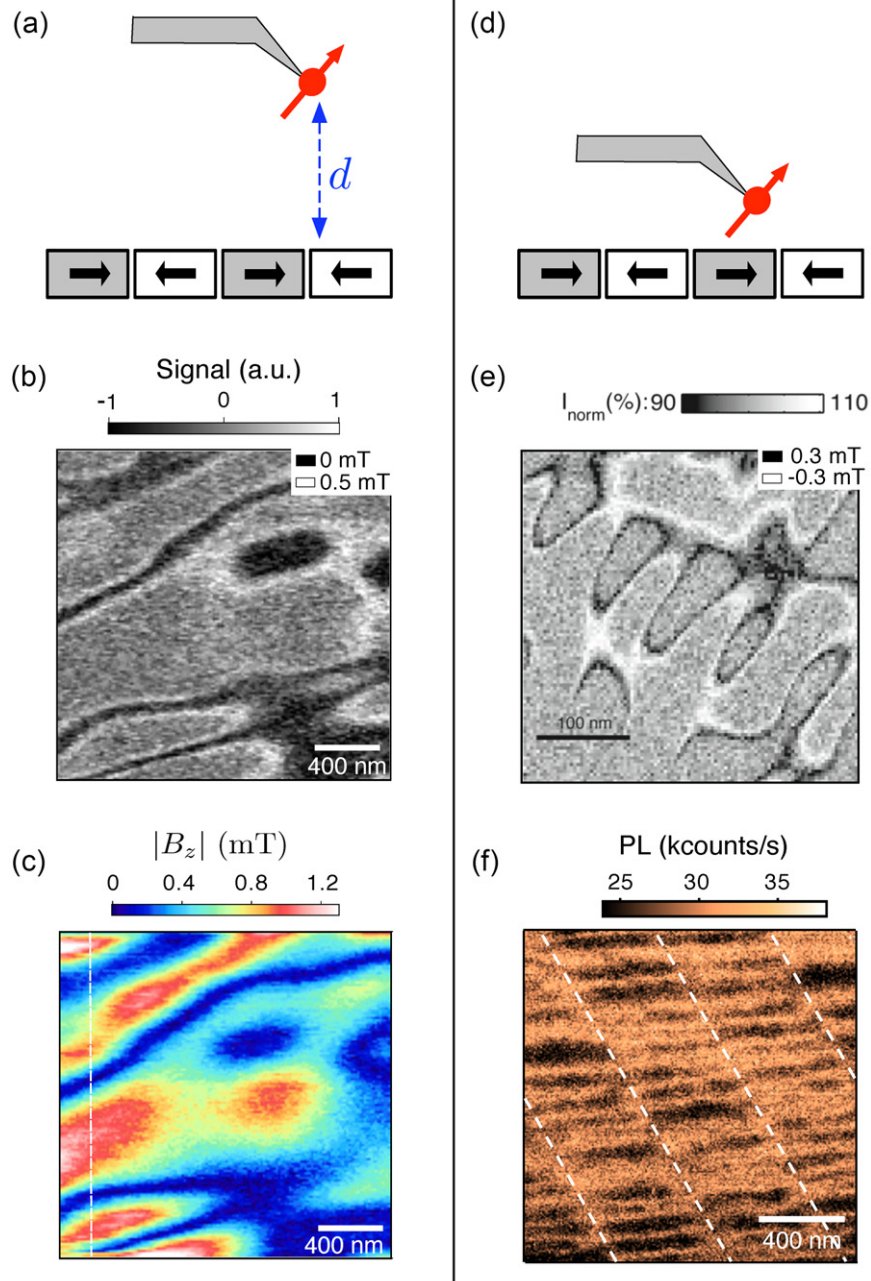 (a)
d
(b)
Signal (a.u.)
-1 0 1
0 mT
0.5 mT
400 nm
(c)
|B_z| (mT)
0 0.4 0.8 1.2
400 nm
(d)
(e)
I_norm(%):90 110
0.3 mT
-0.3 mT
100 nm
(f)
PL (kcounts/s)
25 30 35
400 nm